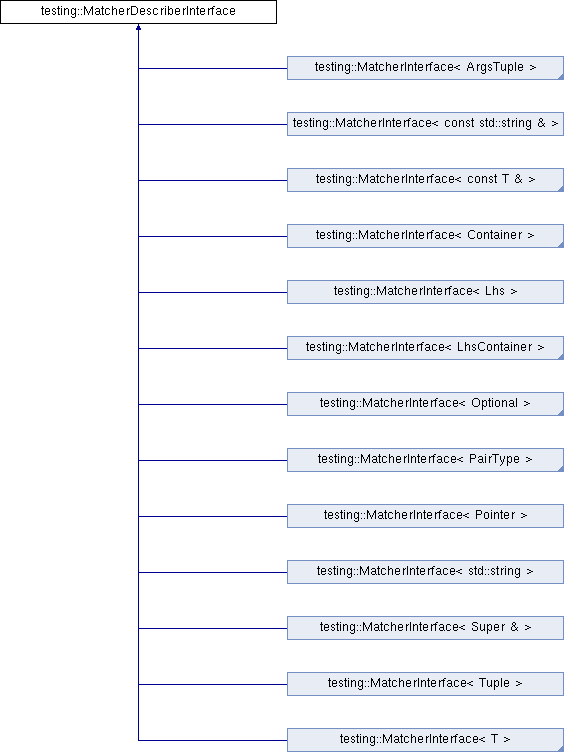 testing::MatcherDescriberInterface
testing::MatcherInterface< ArgsTuple >
testing::MatcherInterface< const std::string & >
testing::MatcherInterface< const T & >
testing::MatcherInterface< Container >
testing::MatcherInterface< Lhs >
testing::MatcherInterface< LhsContainer >
testing::MatcherInterface< Optional >
testing::MatcherInterface< PairType >
testing::MatcherInterface< Pointer >
testing::MatcherInterface< std::string >
testing::MatcherInterface< Super & >
testing::MatcherInterface< Tuple >
testing::MatcherInterface< T >